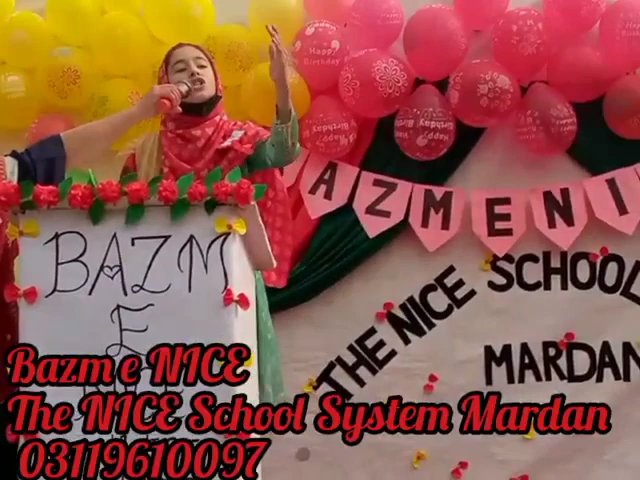 Happy
Birthday
Happy
Birthday
AZMENI
BAZM
E
THE NICE SCHOOL
MARDAN
Bazm e NICE
The NICE School System Mardan
03119610097